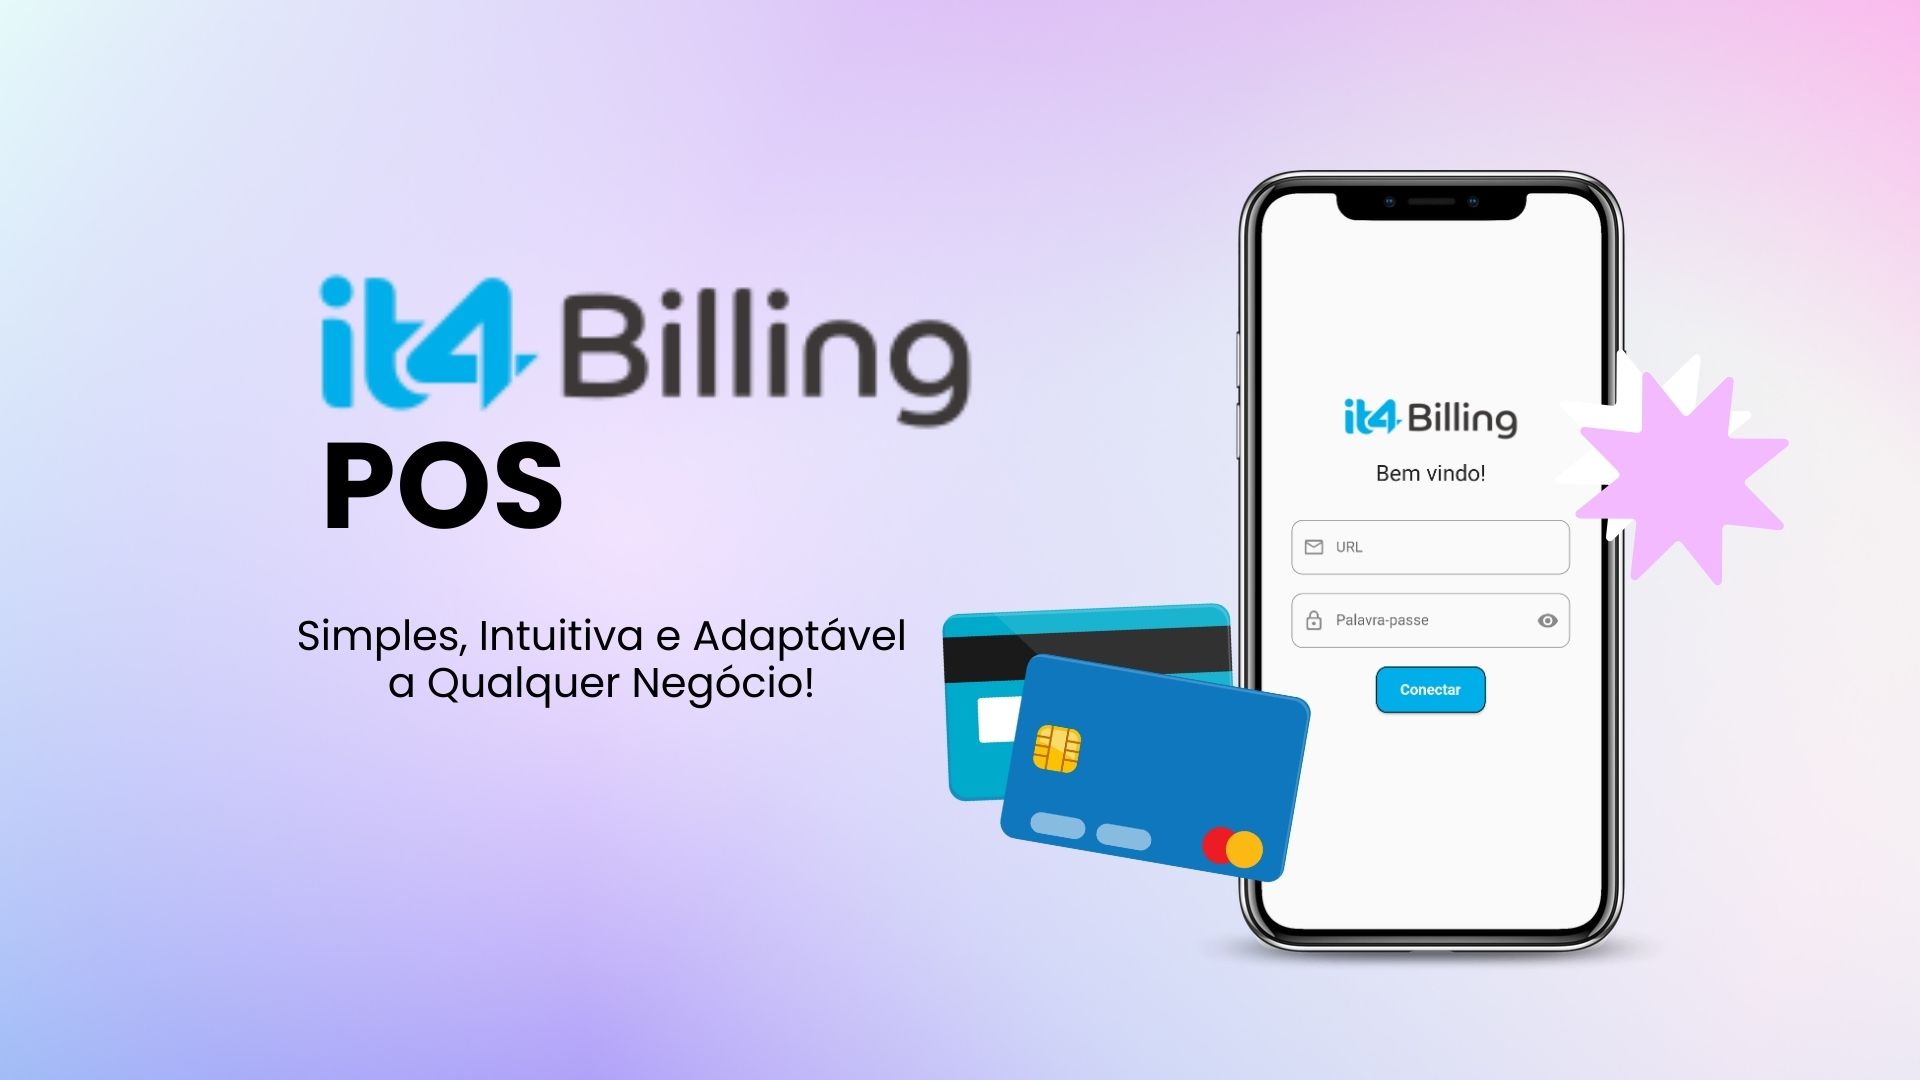 it4 Billing
POS
Simples, Intuitiva e Adaptável
a Qualquer Negócio!
it4 Billing
Bem vindo!
URL
Palavra-passe
Conectar